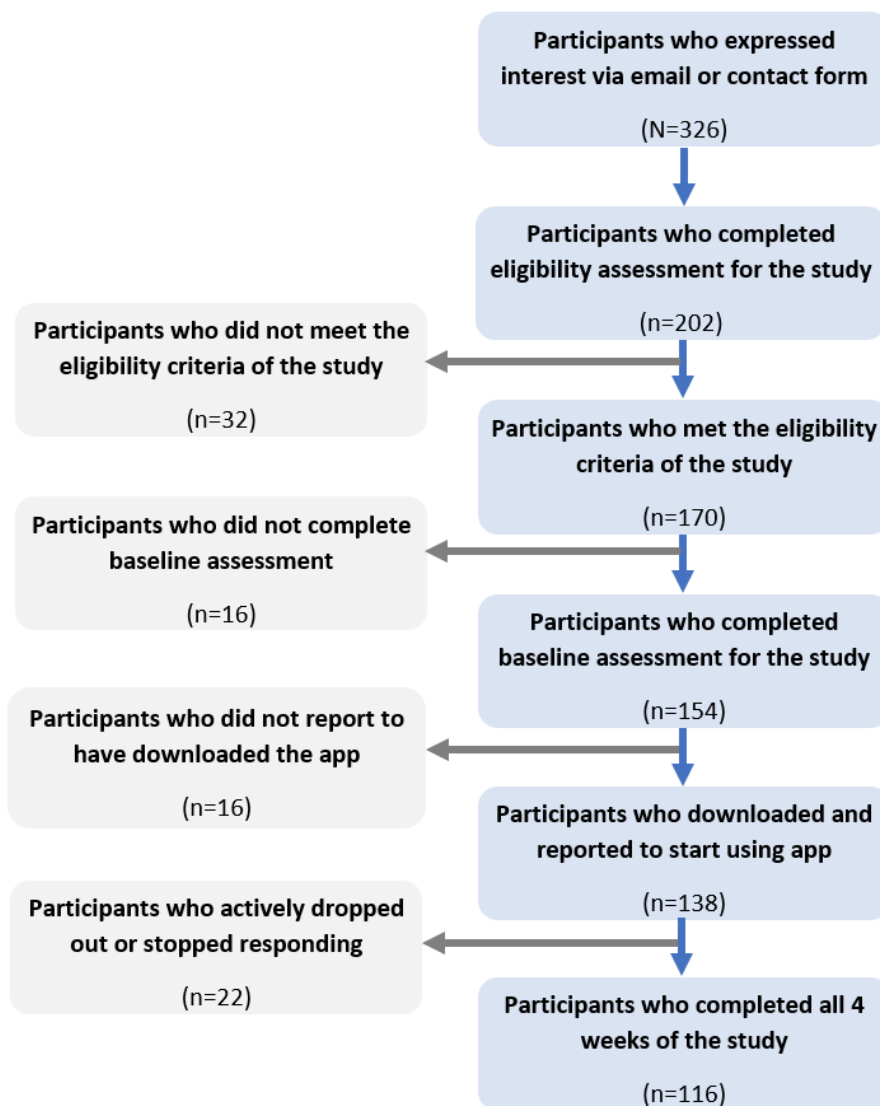 Participants who expressed
interest via email or contact form
(N=326)
Participants who completed
eligibility assessment for the study
(n=202)
Participants who did not meet the
eligibility criteria of the study
(n=32)
Participants who met the eligibility
criteria of the study
(n=170)
Participants who did not complete
baseline assessment
(n=16)
Participants who completed
baseline assessment for the study
(n=154)
Participants who did not report to
have downloaded the app
(n=16)
Participants who downloaded and
reported to start using app
(n=138)
Participants who actively dropped
out or stopped responding
(n=22)
Participants who completed all 4
weeks of the study
(n=116)